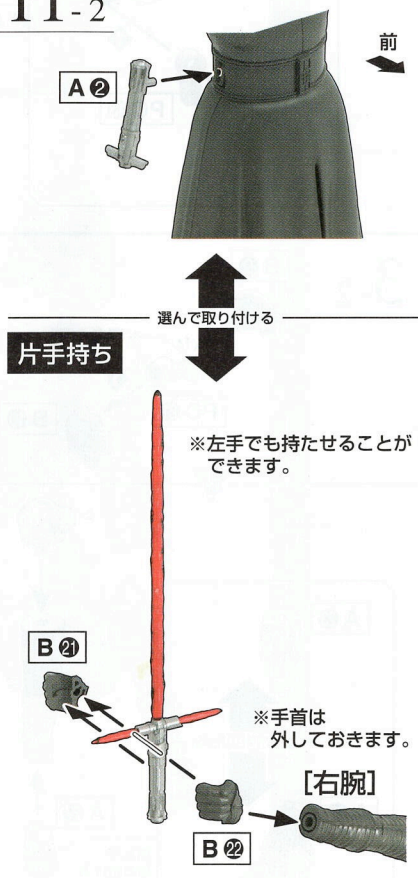 11-2
前
A❷
選んで取り付ける
片手持ち
※左手でも持たせることが
できます。
B㉑
※手首は
外しておきます。
[右腕]
B㉒